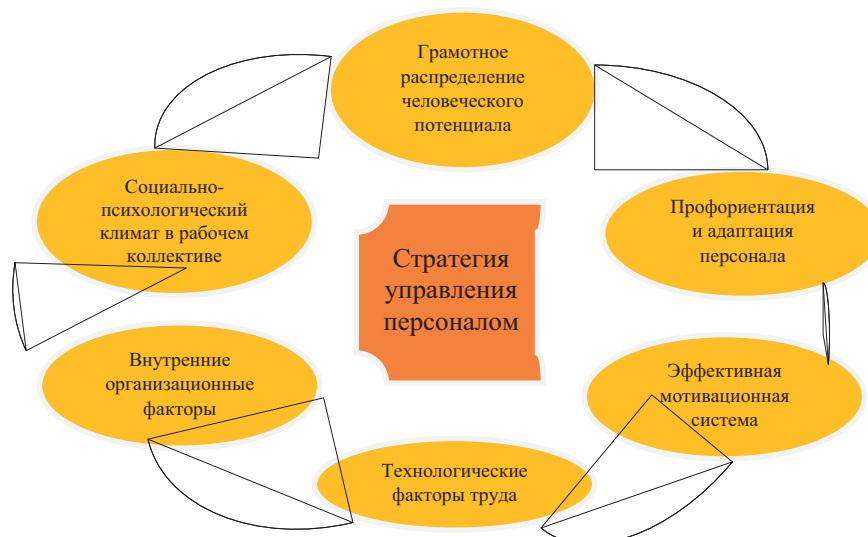 Грамотное
распределение
человеческого
потенциала
Социально-
психологический
климат в рабочем
коллективе
Профориентация
и адаптация
персонала
Стратегия
управления
персоналом
Внутренние
организационные
факторы
Эффективная
мотивационная
система
Технологические
факторы труда